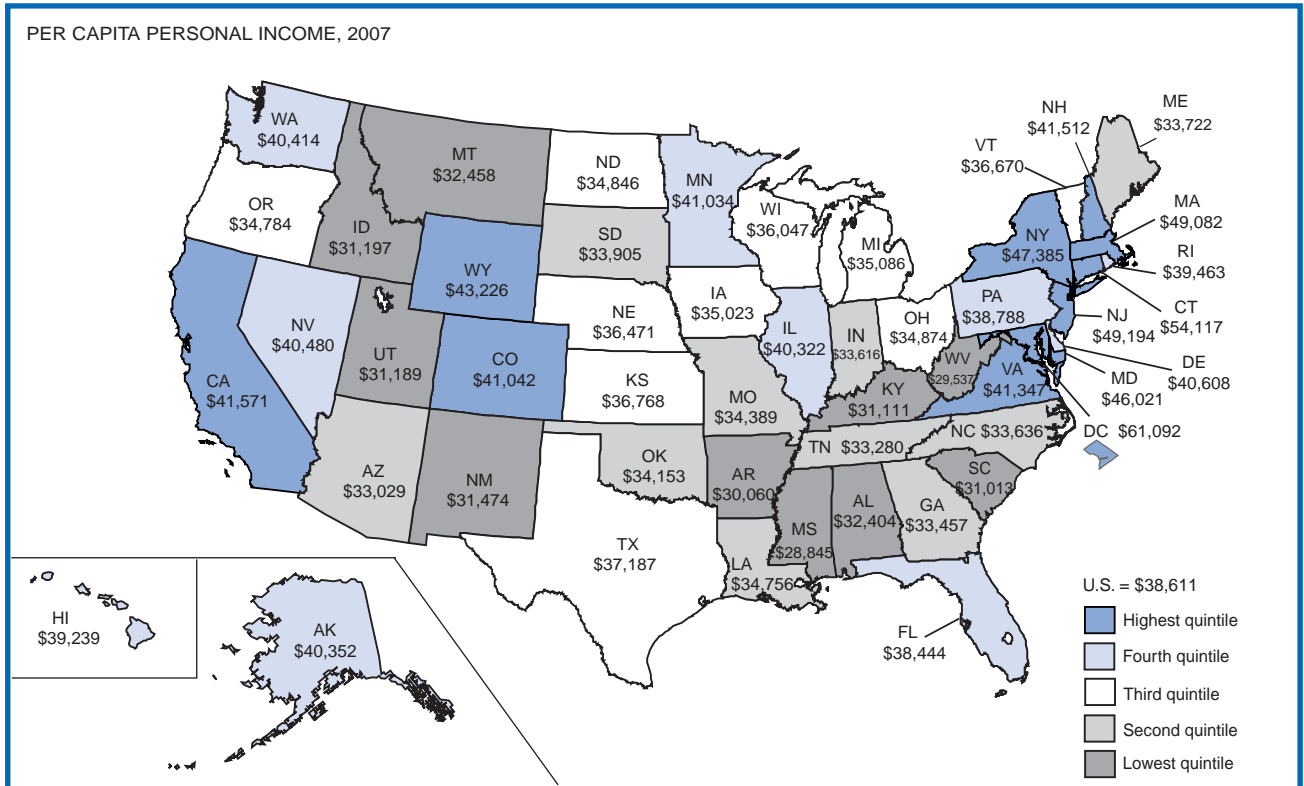 PER CAPITA PERSONAL INCOME, 2007
WA
$40,414
OR
$34,784
CA
$41,571
NV
$40,480
ID
$31,197
MT
$32,458
WY
$43,226
UT
$31,189
CO
$41,042
AZ
$33,029
NM
$31,474
ND
$34,846
SD
$33,905
NE
$36,471
KS
$36,768
OK
$34,153
TX
$37,187
MN
$41,034
IA
$35,023
MO
$34,389
AR
$30,060
LA
$34,756
WI
$36,047
IL
$40,322
MI
$35,086
IN
$33,616
OH
$34,874
KY
$31,111
TN $33,280
MS
$28,845
AL
$32,404
GA
$33,457
FL
$38,444
SC
$31,013
NC $33,636
WV
$29,537
VA
$41,347
PA
$38,788
NY
$47,385
VT
$36,670
NH
$41,512
ME
$33,722
MA
$49,082
RI
$39,463
CT
$54,117
NJ
$49,194
DE
$40,608
MD
$46,021
DC $61,092
HI
$39,239
AK
$40,352
U.S. = $38,611
Highest quintile
Fourth quintile
Third quintile
Second quintile
Lowest quintile